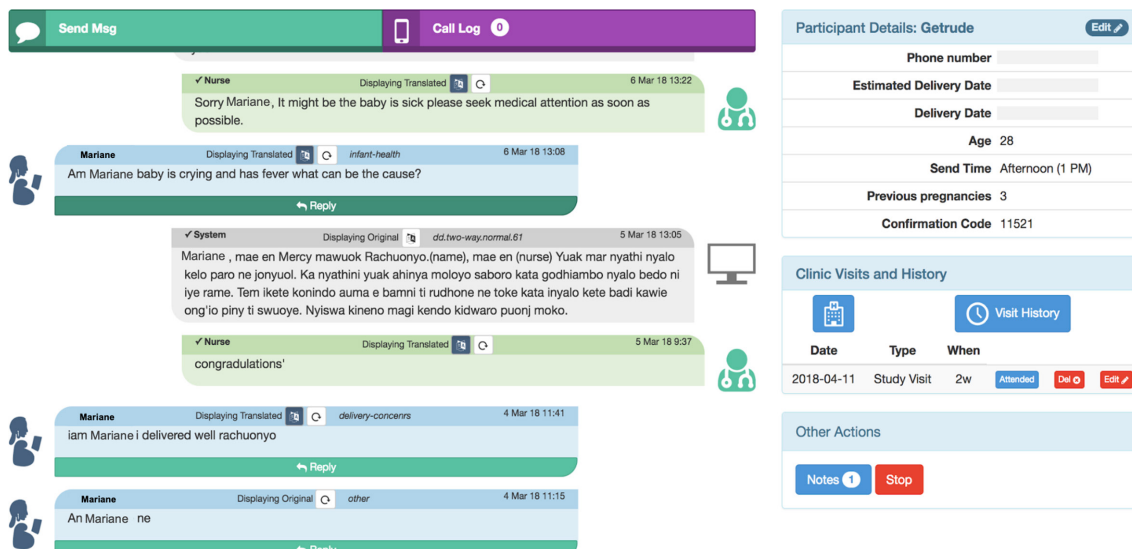 Send Msg
Call Log 0
✓ Nurse Displaying Translated 6 Mar 18 13:22
Sorry Mariane, It might be the baby is sick please seek medical attention as soon as
possible.
Mariane Displaying Translated infant-health 6 Mar 18 13:08
Am Mariane baby is crying and has fever what can be the cause?
Reply
✓ System Displaying Original dd.two-way.normal.61 5 Mar 18 13:05
Mariane , mae en Mercy mawuok Rachuonyo.(name), mae en (nurse) Yuak mar nyathi nyalo
kelo paro ne jonyuol. Ka nyathini yuak ahinya moloyo saboro kata godhiambo nyalo bedo ni
iye rame. Tem ikete konindo auma e bamni ti rudhone ne toke kata inyalo kete badi kawie
ong'io piny ti swuoye. Nyiswa kineno magi kendo kidwaro puonj moko.
✓ Nurse Displaying Translated 5 Mar 18 9:37
congradulations'
Mariane Displaying Translated delivery-concenrs 4 Mar 18 11:41
iam Mariane i delivered well rachuonyo
Reply
Mariane Displaying Original other 4 Mar 18 11:15
An Mariane ne
Reply
Participant Details: Getrude Edit
Phone number
Estimated Delivery Date
Delivery Date
Age 28
Send Time Afternoon (1 PM)
Previous pregnancies 3
Confirmation Code 11521
Clinic Visits and History
Visit History
Date Type When
2018-04-11 Study Visit 2w Attended Del Edit
Other Actions
Notes 1 Stop